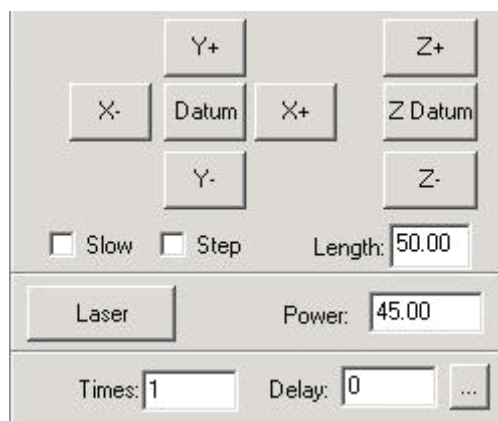 Y+ Z+
X- Datum X+ Z Datum
Y- Z-
Slow Step Length: 50.00
Laser Power: 45.00
Times: 1 Delay: 0 ...